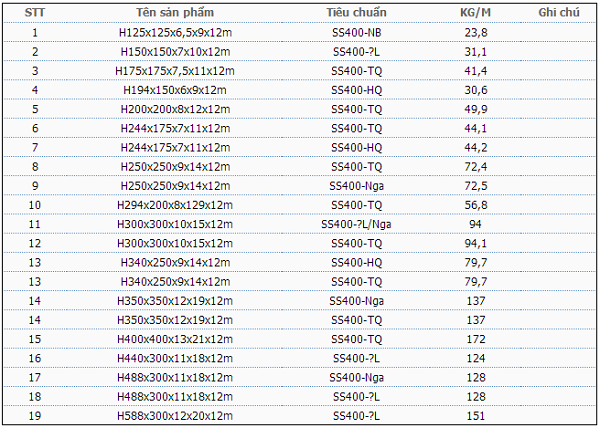 STT Tên sản phẩm Tiêu chuẩn KG/M Ghi chú
1 H125x125x6,5x9x12m SS400-NB 23,8
2 H150x150x7x10x12m SS400-?L 31,1
3 H175x175x7,5x11x12m SS400-TQ 41,4
4 H194x150x6x9x12m SS400-HQ 30,6
5 H200x200x8x12x12m SS400-TQ 49,9
6 H244x175x7x11x12m SS400-TQ 44,1
7 H244x175x7x11x12m SS400-HQ 44,2
8 H250x250x9x14x12m SS400-TQ 72,4
9 H250x250x9x14x12m SS400-Nga 72,5
10 H294x200x8x129x12m SS400-TQ 56,8
11 H300x300x10x15x12m SS400-?L/Nga 94
12 H300x300x10x15x12m SS400-TQ 94,1
13 H340x250x9x14x12m SS400-HQ 79,7
13 H340x250x9x14x12m SS400-TQ 79,7
14 H350x350x12x19x12m SS400-Nga 137
14 H350x350x12x19x12m SS400-TQ 137
15 H400x400x13x21x12m SS400-TQ 172
16 H440x300x11x18x12m SS400-?L 124
17 H488x300x11x18x12m SS400-Nga 128
18 H488x300x11x18x12m SS400-?L 128
19 H588x300x12x20x12m SS400-?L 151